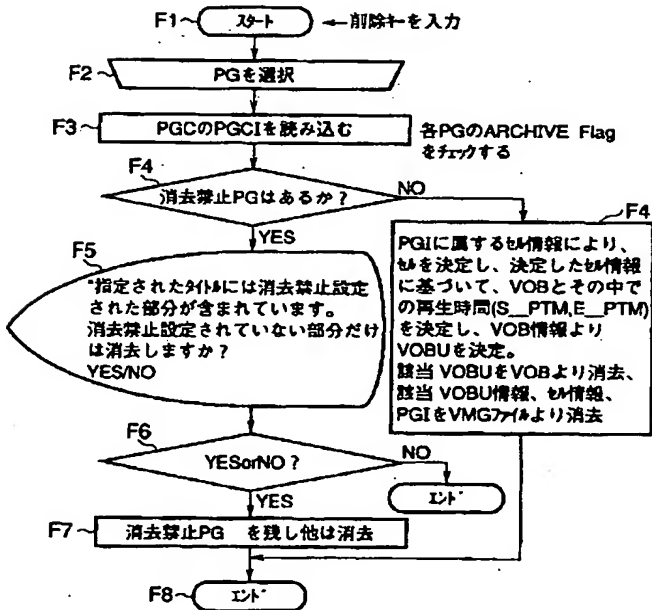 F1 スタート ←削除キーを入力
F2 PGを選択
F3 PGCのPGCIを読み込む
各PGのARCHIVE Flag
をチェックする
F4
消去禁止PGはあるか？
NO
YES
F4
PGIに属するセル情報により、
セルを決定し、決定したセル情報
に基づいて、VOBとその中で
の再生時間(S__PTM,E__PTM)
を決定し、VOB情報より
VOBUを決定。
該当 VOBUをVOBより消去、
該当 VOBU情報、セル情報、
PGIをVMGファイルより消去
F5
"指定されたタイトルには消去禁止設定
された部分が含まれています。
消去禁止設定されていない部分だけ
は消去しますか？
YES/NO
F6
YESorNO？
NO
エンド
YES
F7 消去禁止PG を残し他は消去
F8 エンド